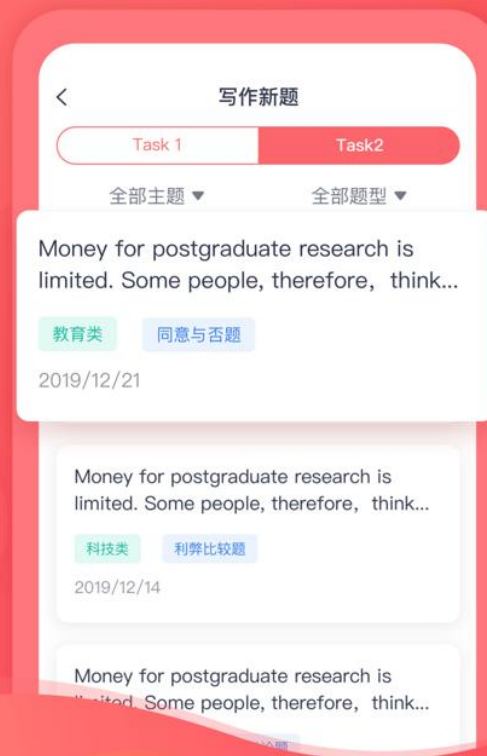 写作新题
Task 1 Task2
全部主题 全部题型
Money for postgraduate research is
limited. Some people, therefore, think...
教育类 同意与否题
2019/12/21
Money for postgraduate research is
limited. Some people, therefore, think...
科技类 利弊比较题
2019/12/14
Money for postgraduate research is
limited. Some people, therefore, think...